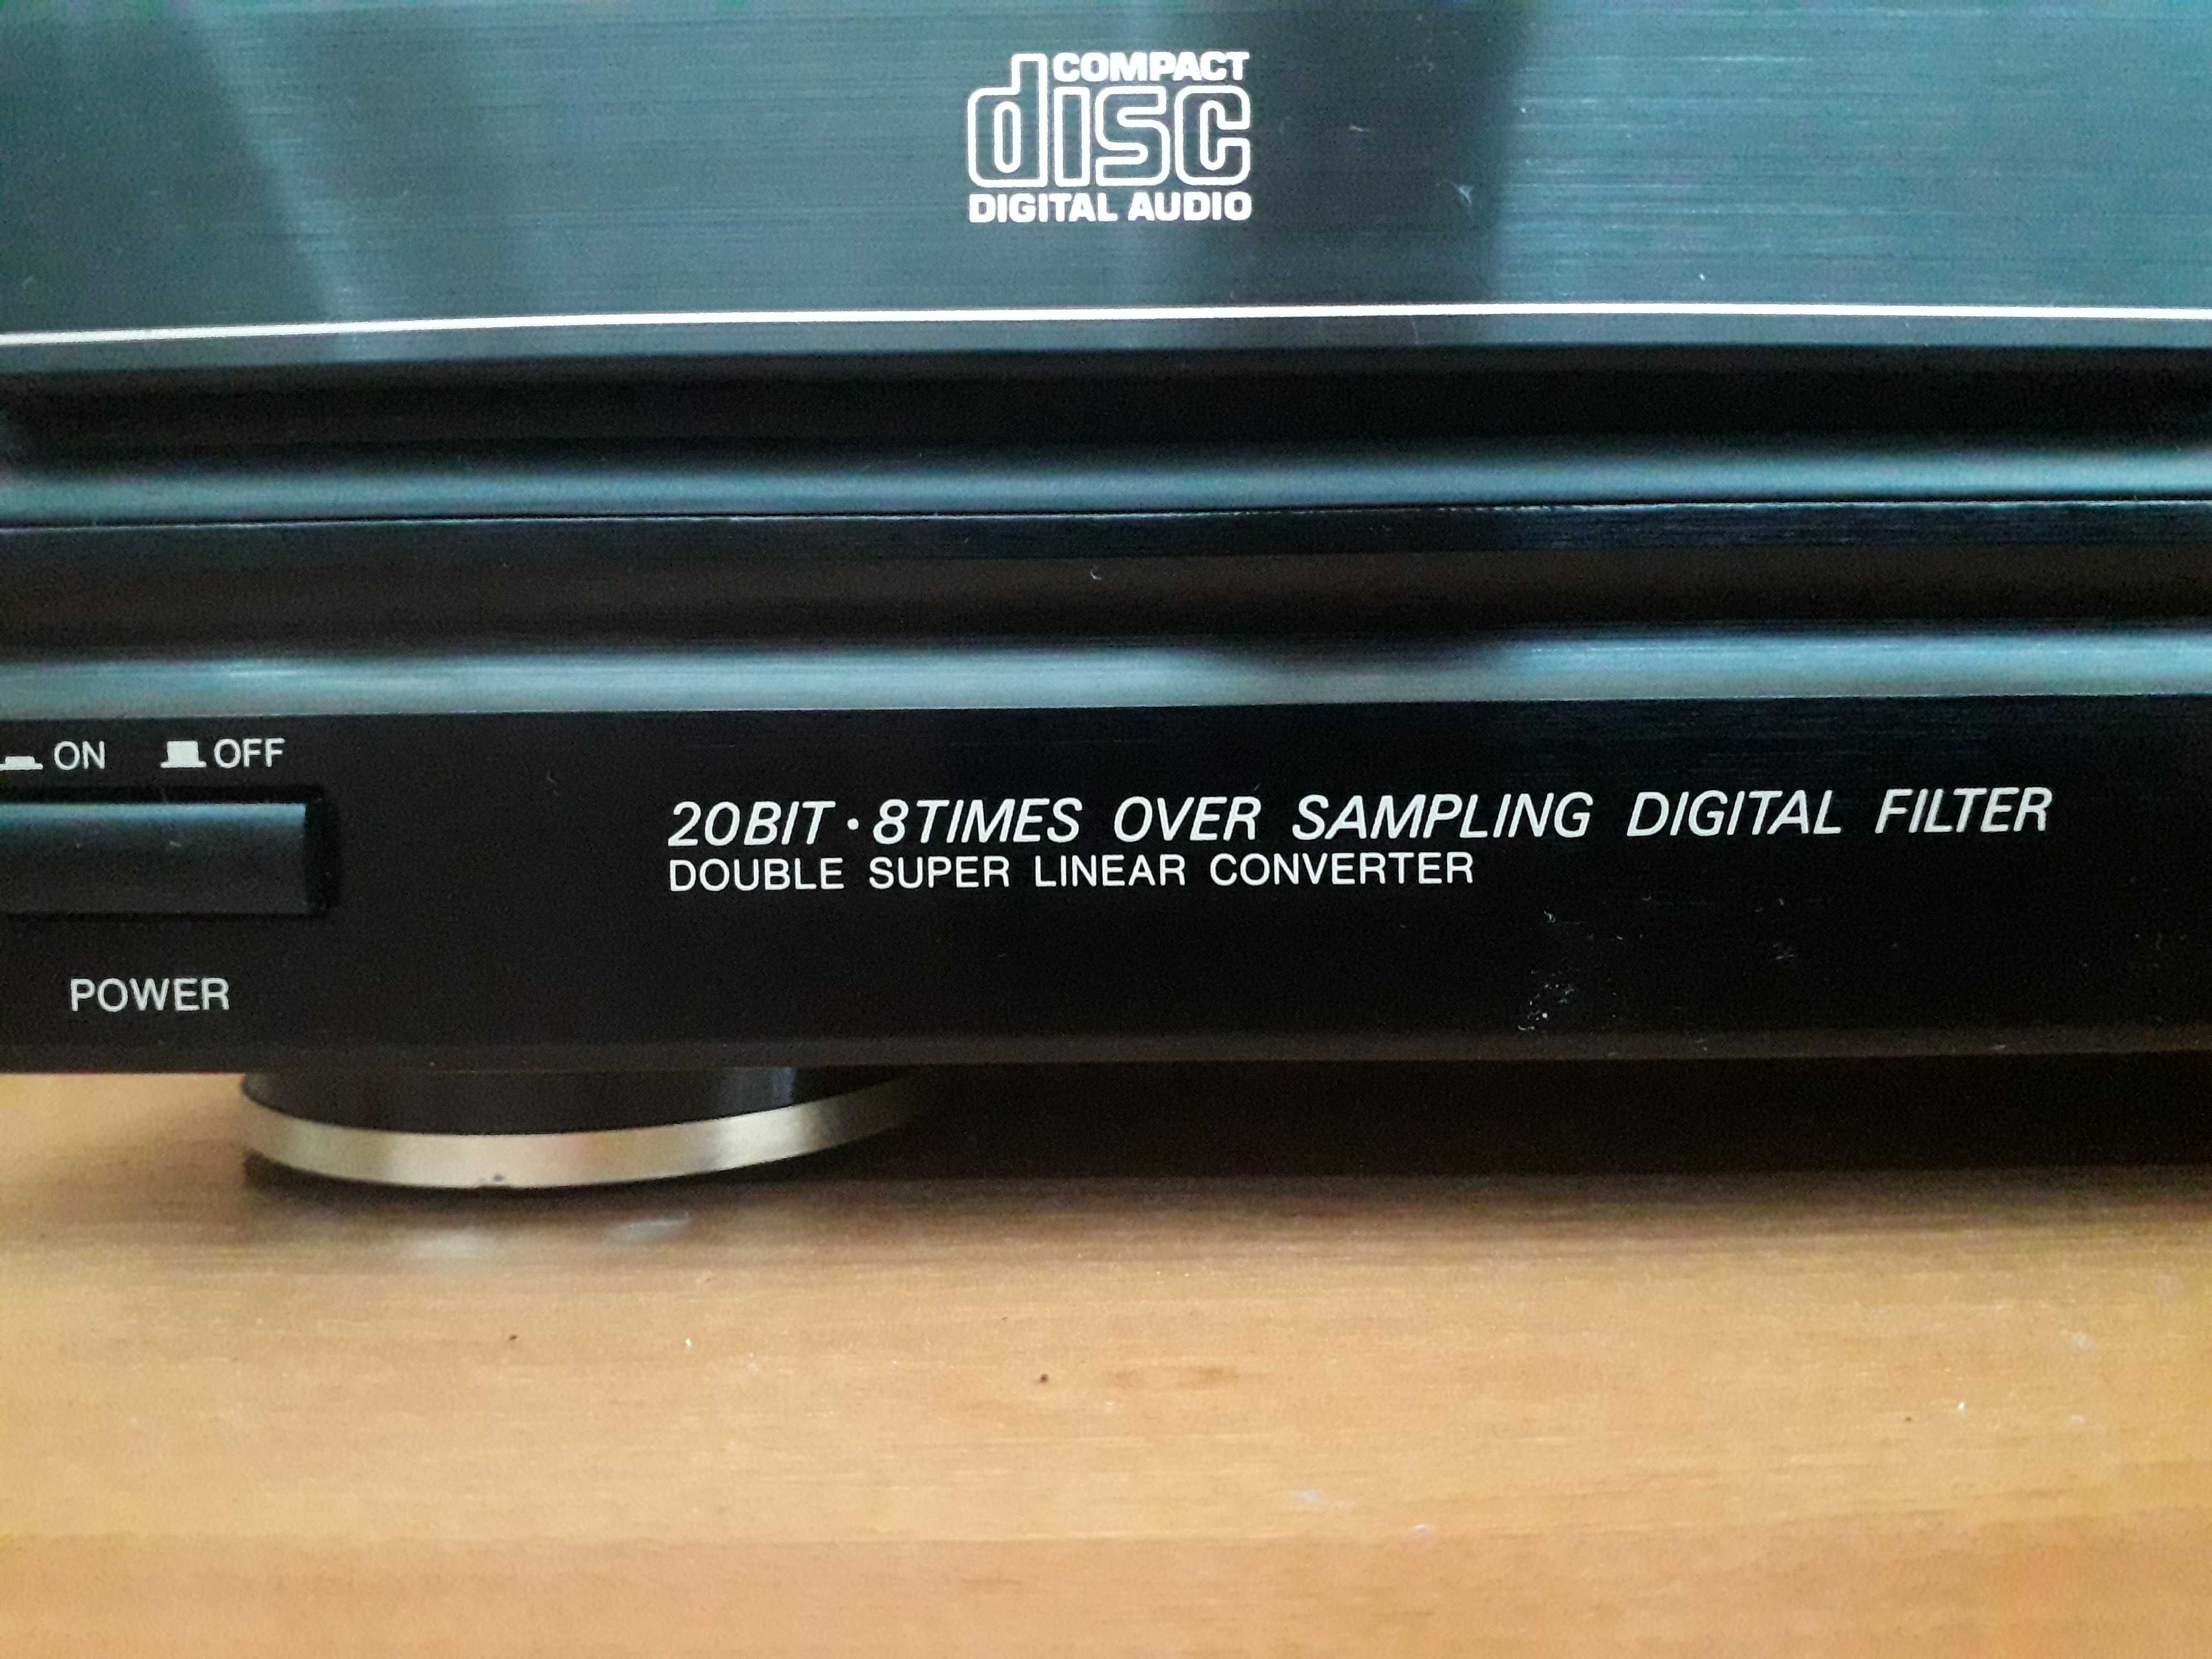 COMPACT
disc
DIGITAL AUDIO
ON OFF
20BIT·8TIMES OVER SAMPLING DIGITAL FILTER
DOUBLE SUPER LINEAR CONVERTER
POWER